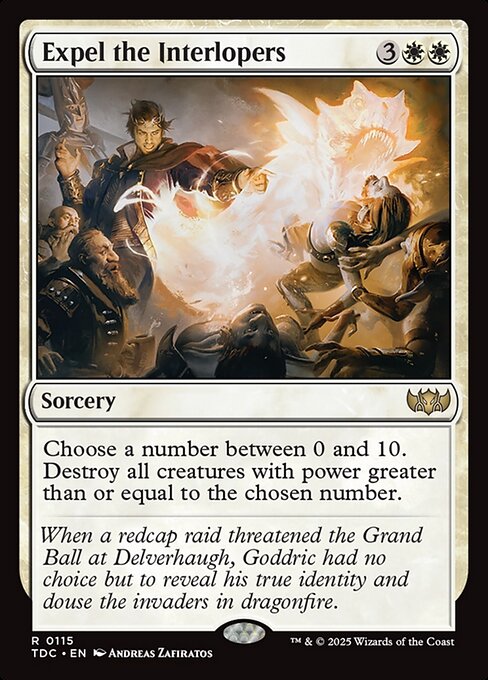 Expel the Interlopers 3
Sorcery
Choose a number between 0 and 10.
Destroy all creatures with power greater
than or equal to the chosen number.
When a redcap raid threatened the Grand
Ball at Delverhaugh, Goddric had no
choice but to reveal his true identity and
douse the invaders in dragonfire.
R 0115 ™ & © 2025 Wizards of the Coast
TDC • EN ANDREAS ZAFIRATOS